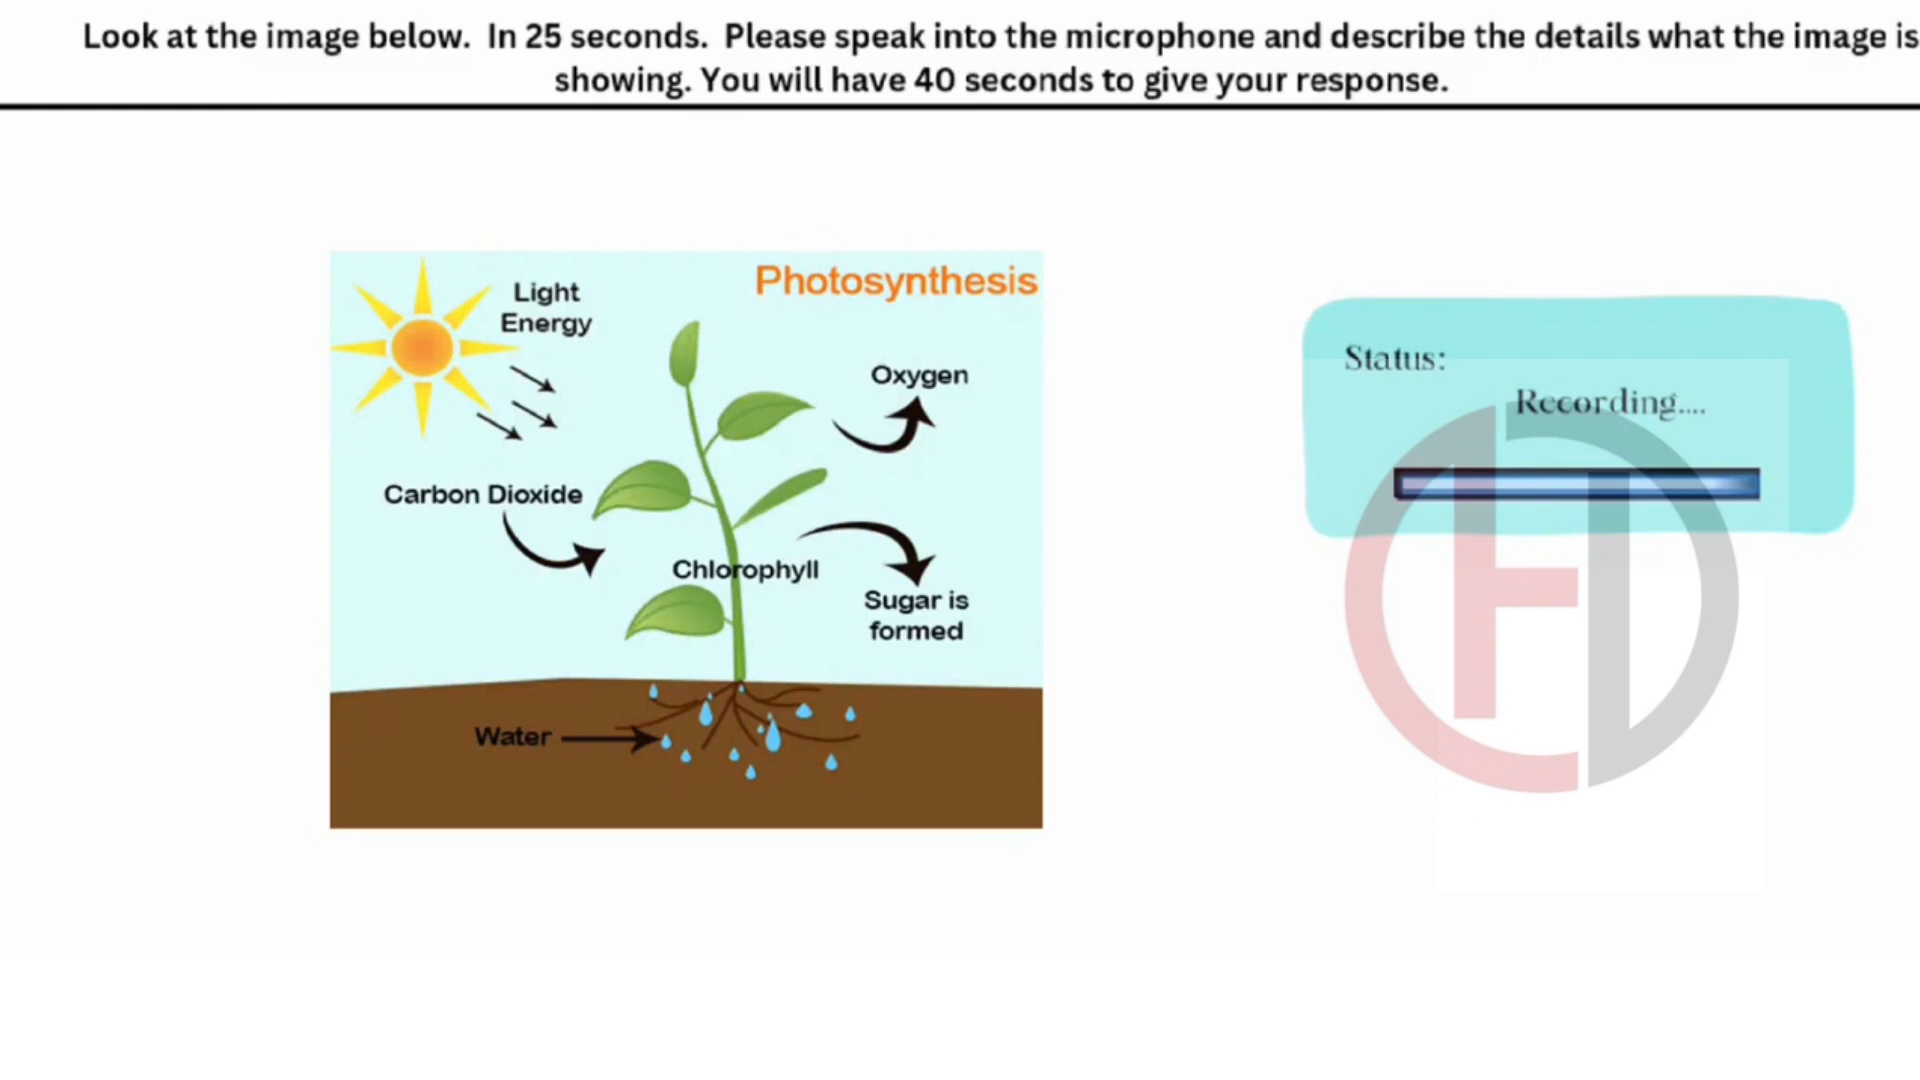 Look at the image below. In 25 seconds. Please speak into the microphone and describe the details what the image is
showing. You will have 40 seconds to give your response.
Photosynthesis
Light
Energy
Oxygen
Carbon Dioxide
Chlorophyll
Sugar is
formed
Water
Status:
Recording....